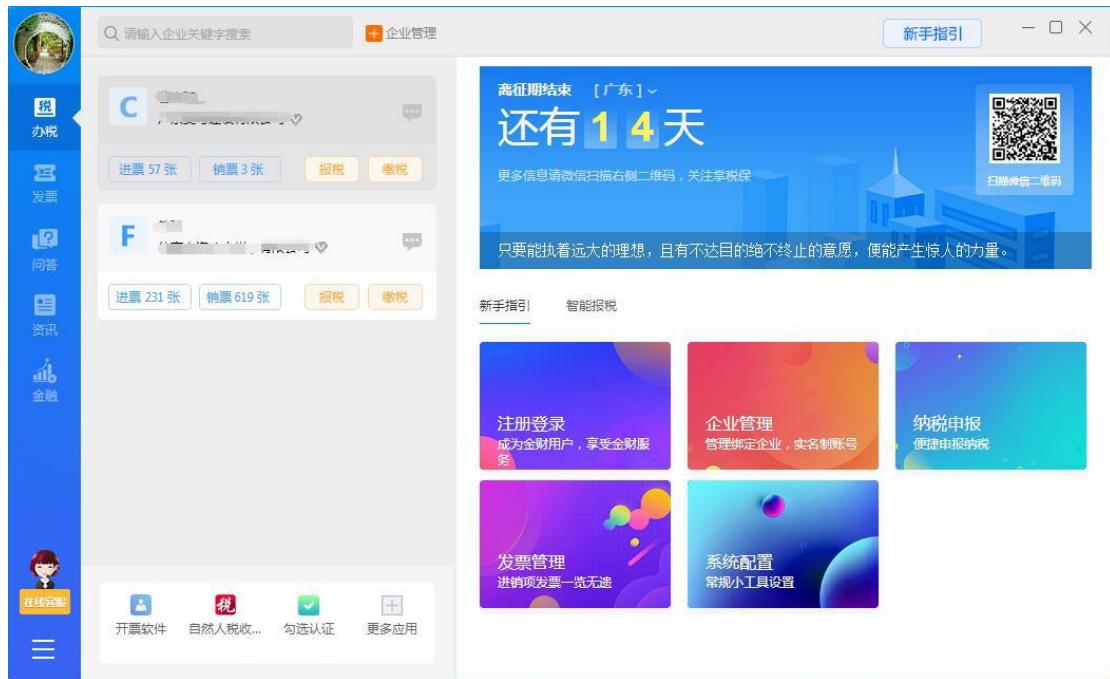 请输入企业关键字搜索
企业管理
新手指引
税
办税
发票
问答
资讯
金融
在线客服
C
进票 57 张
销票 3 张
报税
缴税
F
进票 231 张
销票 619 张
报税
缴税
开票软件
自然人税收...
勾选认证
更多应用
离征期结束 [广东]
还有 1 4 天
更多信息请微信扫描右侧二维码，关注掌税保
扫描微信二维码
只要能执着远大的理想，且有不达目的绝不终止的意愿，便能产生惊人的力量。
新手指引
智能报税
注册登录
成为金财用户，享受金财服
务
企业管理
管理绑定企业，实名制账号
纳税申报
便捷申报纳税
发票管理
进销项发票一览无遗
系统配置
常规小工具设置